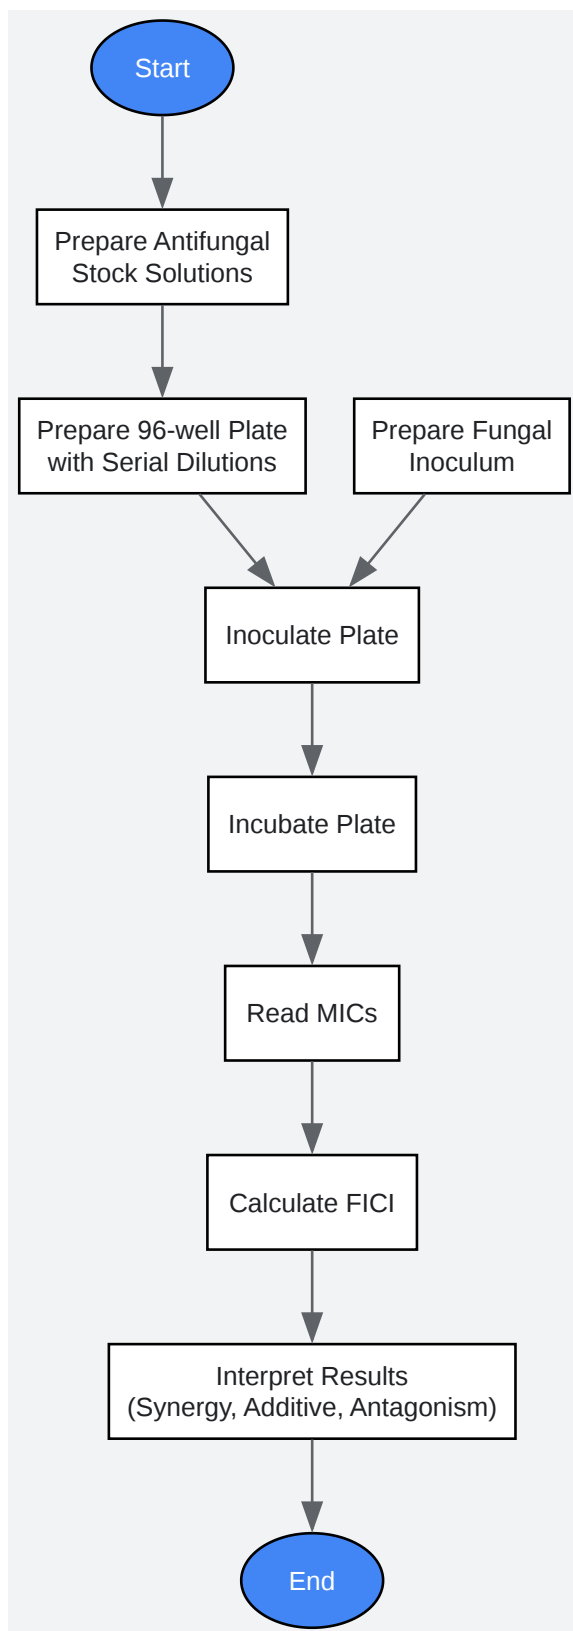 Start
Prepare Antifungal
Stock Solutions
Prepare 96-well Plate
with Serial Dilutions
Prepare Fungal
Inoculum
Inoculate Plate
Incubate Plate
Read MICs
Calculate FICI
Interpret Results
(Synergy, Additive, Antagonism)
End